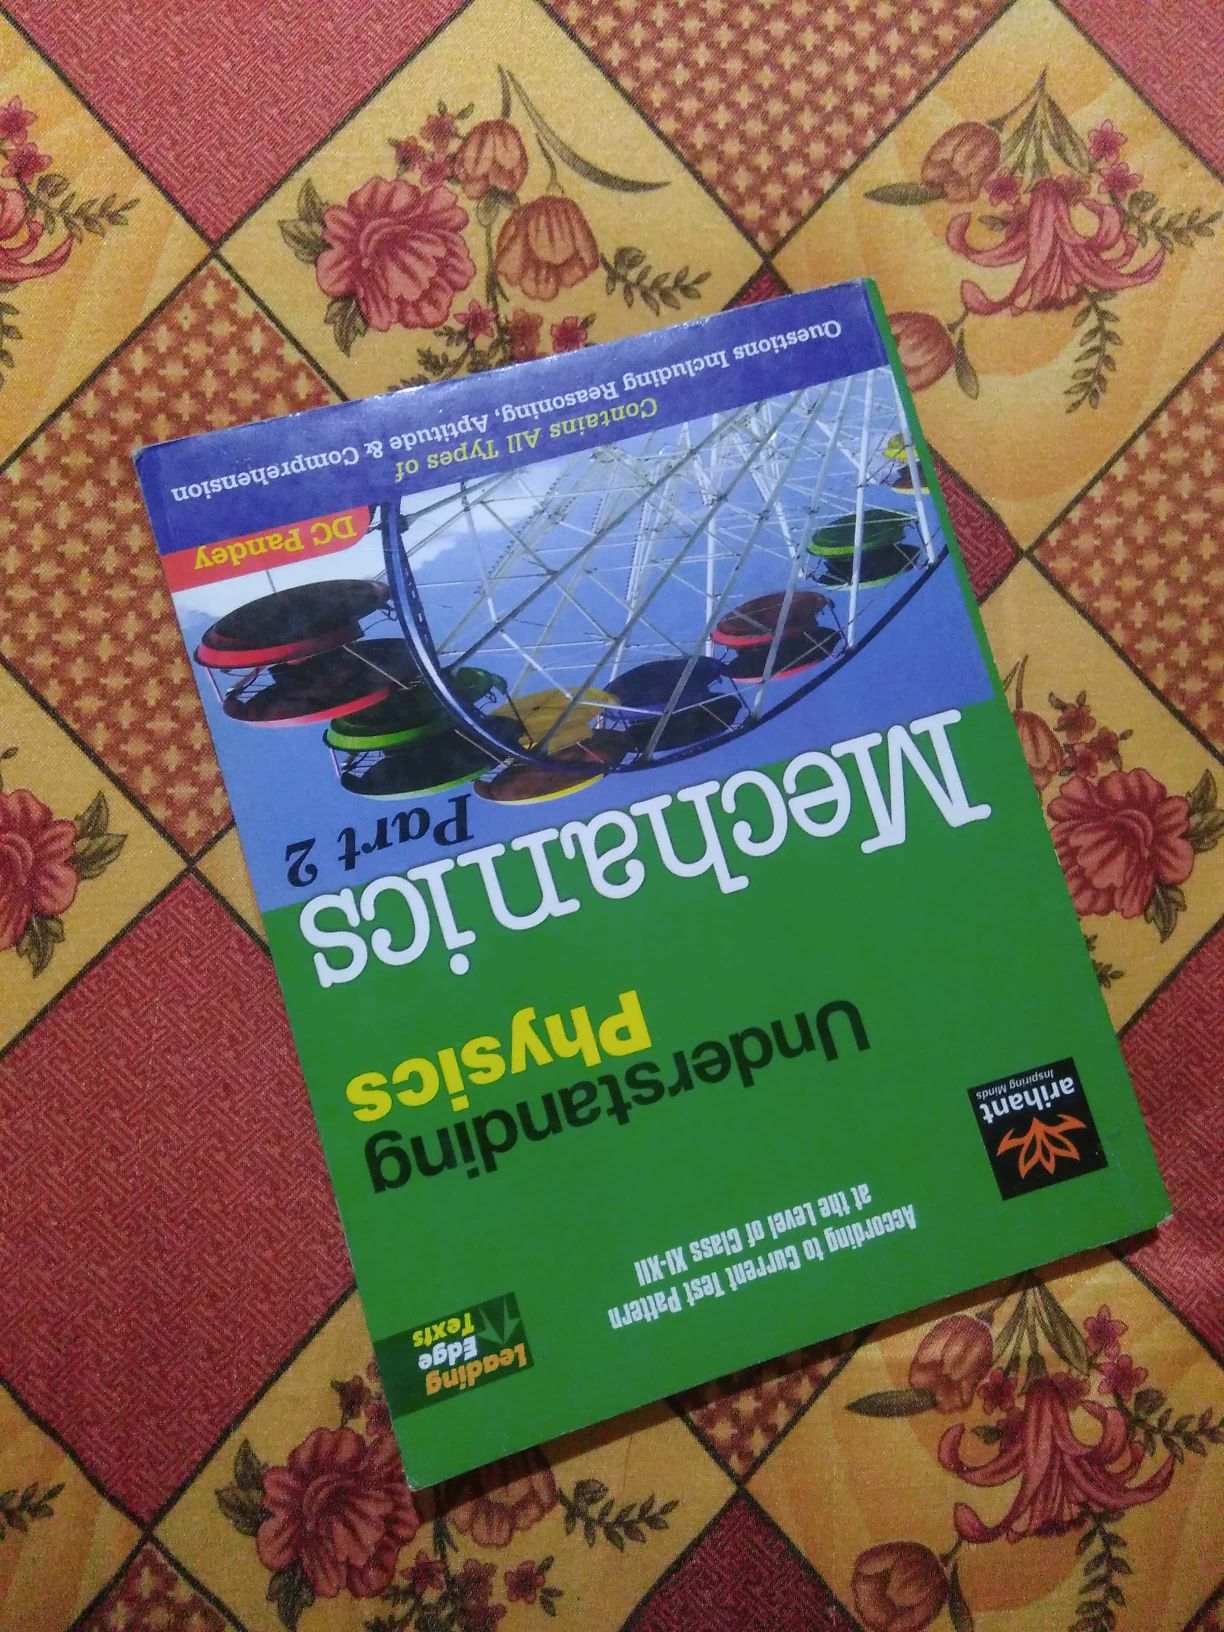 Leading
Edge
Texts
According to Current Test Pattern
at the Level of Class XI-XII
arihant
Inspiring Minds
Understanding
Physics
Mechanics
Part 2
DC Pandey
Contains All Types of
Questions Including Reasoning, Aptitude & Comprehension